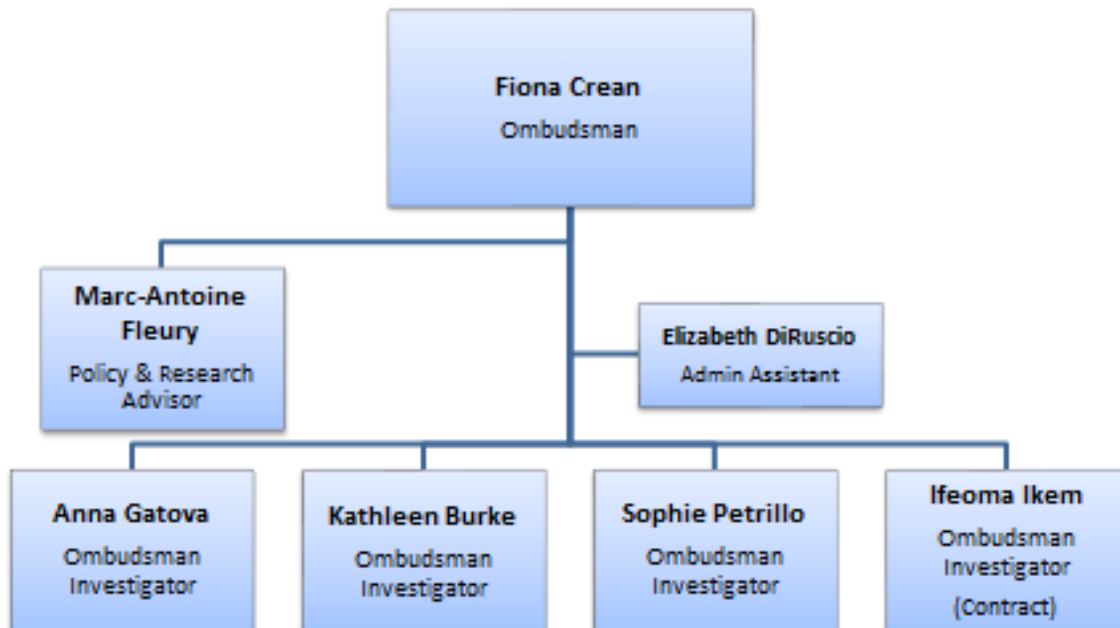 Fiona Crean
Ombudsman
Marc-Antoine
Fleury
Policy & Research
Advisor
Elizabeth DiRuscio
Admin Assistant
Anna Gatova
Ombudsman
Investigator
Kathleen Burke
Ombudsman
Investigator
Sophie Petrillo
Ombudsman
Investigator
Ifeoma Ikem
Ombudsman
Investigator
(Contract)